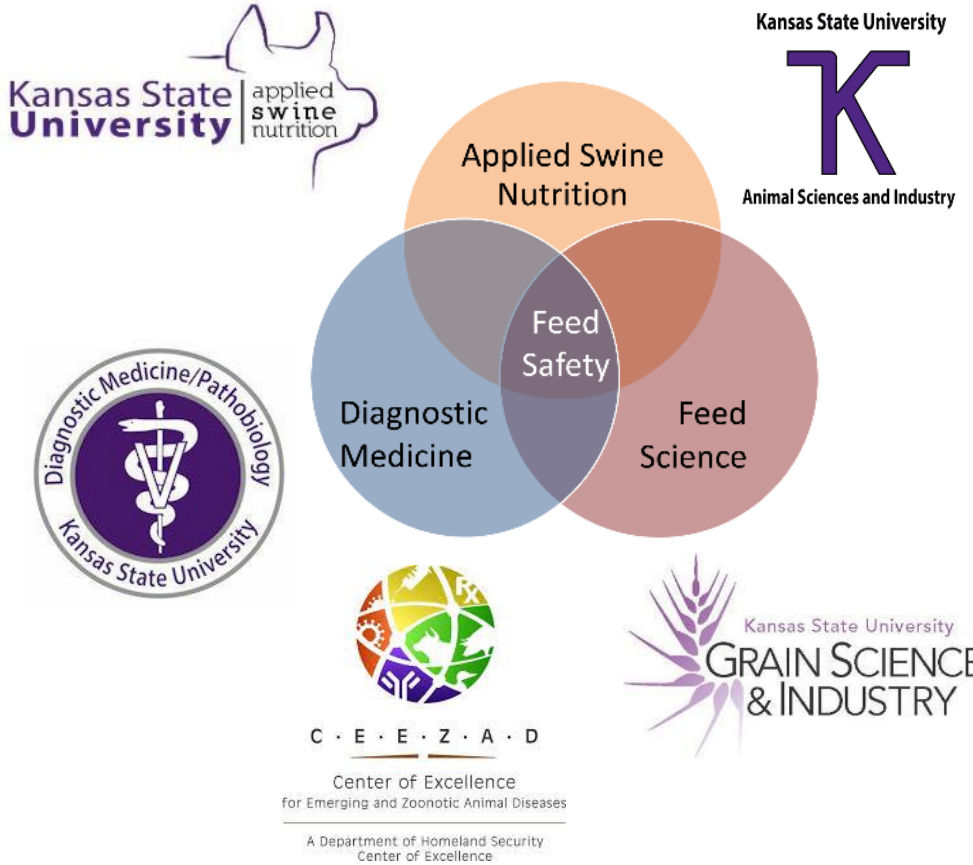 Kansas State
University
applied
swine
nutrition
Kansas State University
K
Animal Sciences and Industry
Applied Swine
Nutrition
Feed
Safety
Diagnostic
Medicine
Feed
Science
Diagnostic Medicine/Pathobiology
V
Kansas State University
Rx
C · E · E · Z · A · D
Center of Excellence
for Emerging and Zoonotic Animal Diseases
A Department of Homeland Security
Center of Excellence
Kansas State University
GRAIN SCIENCE
& INDUSTRY